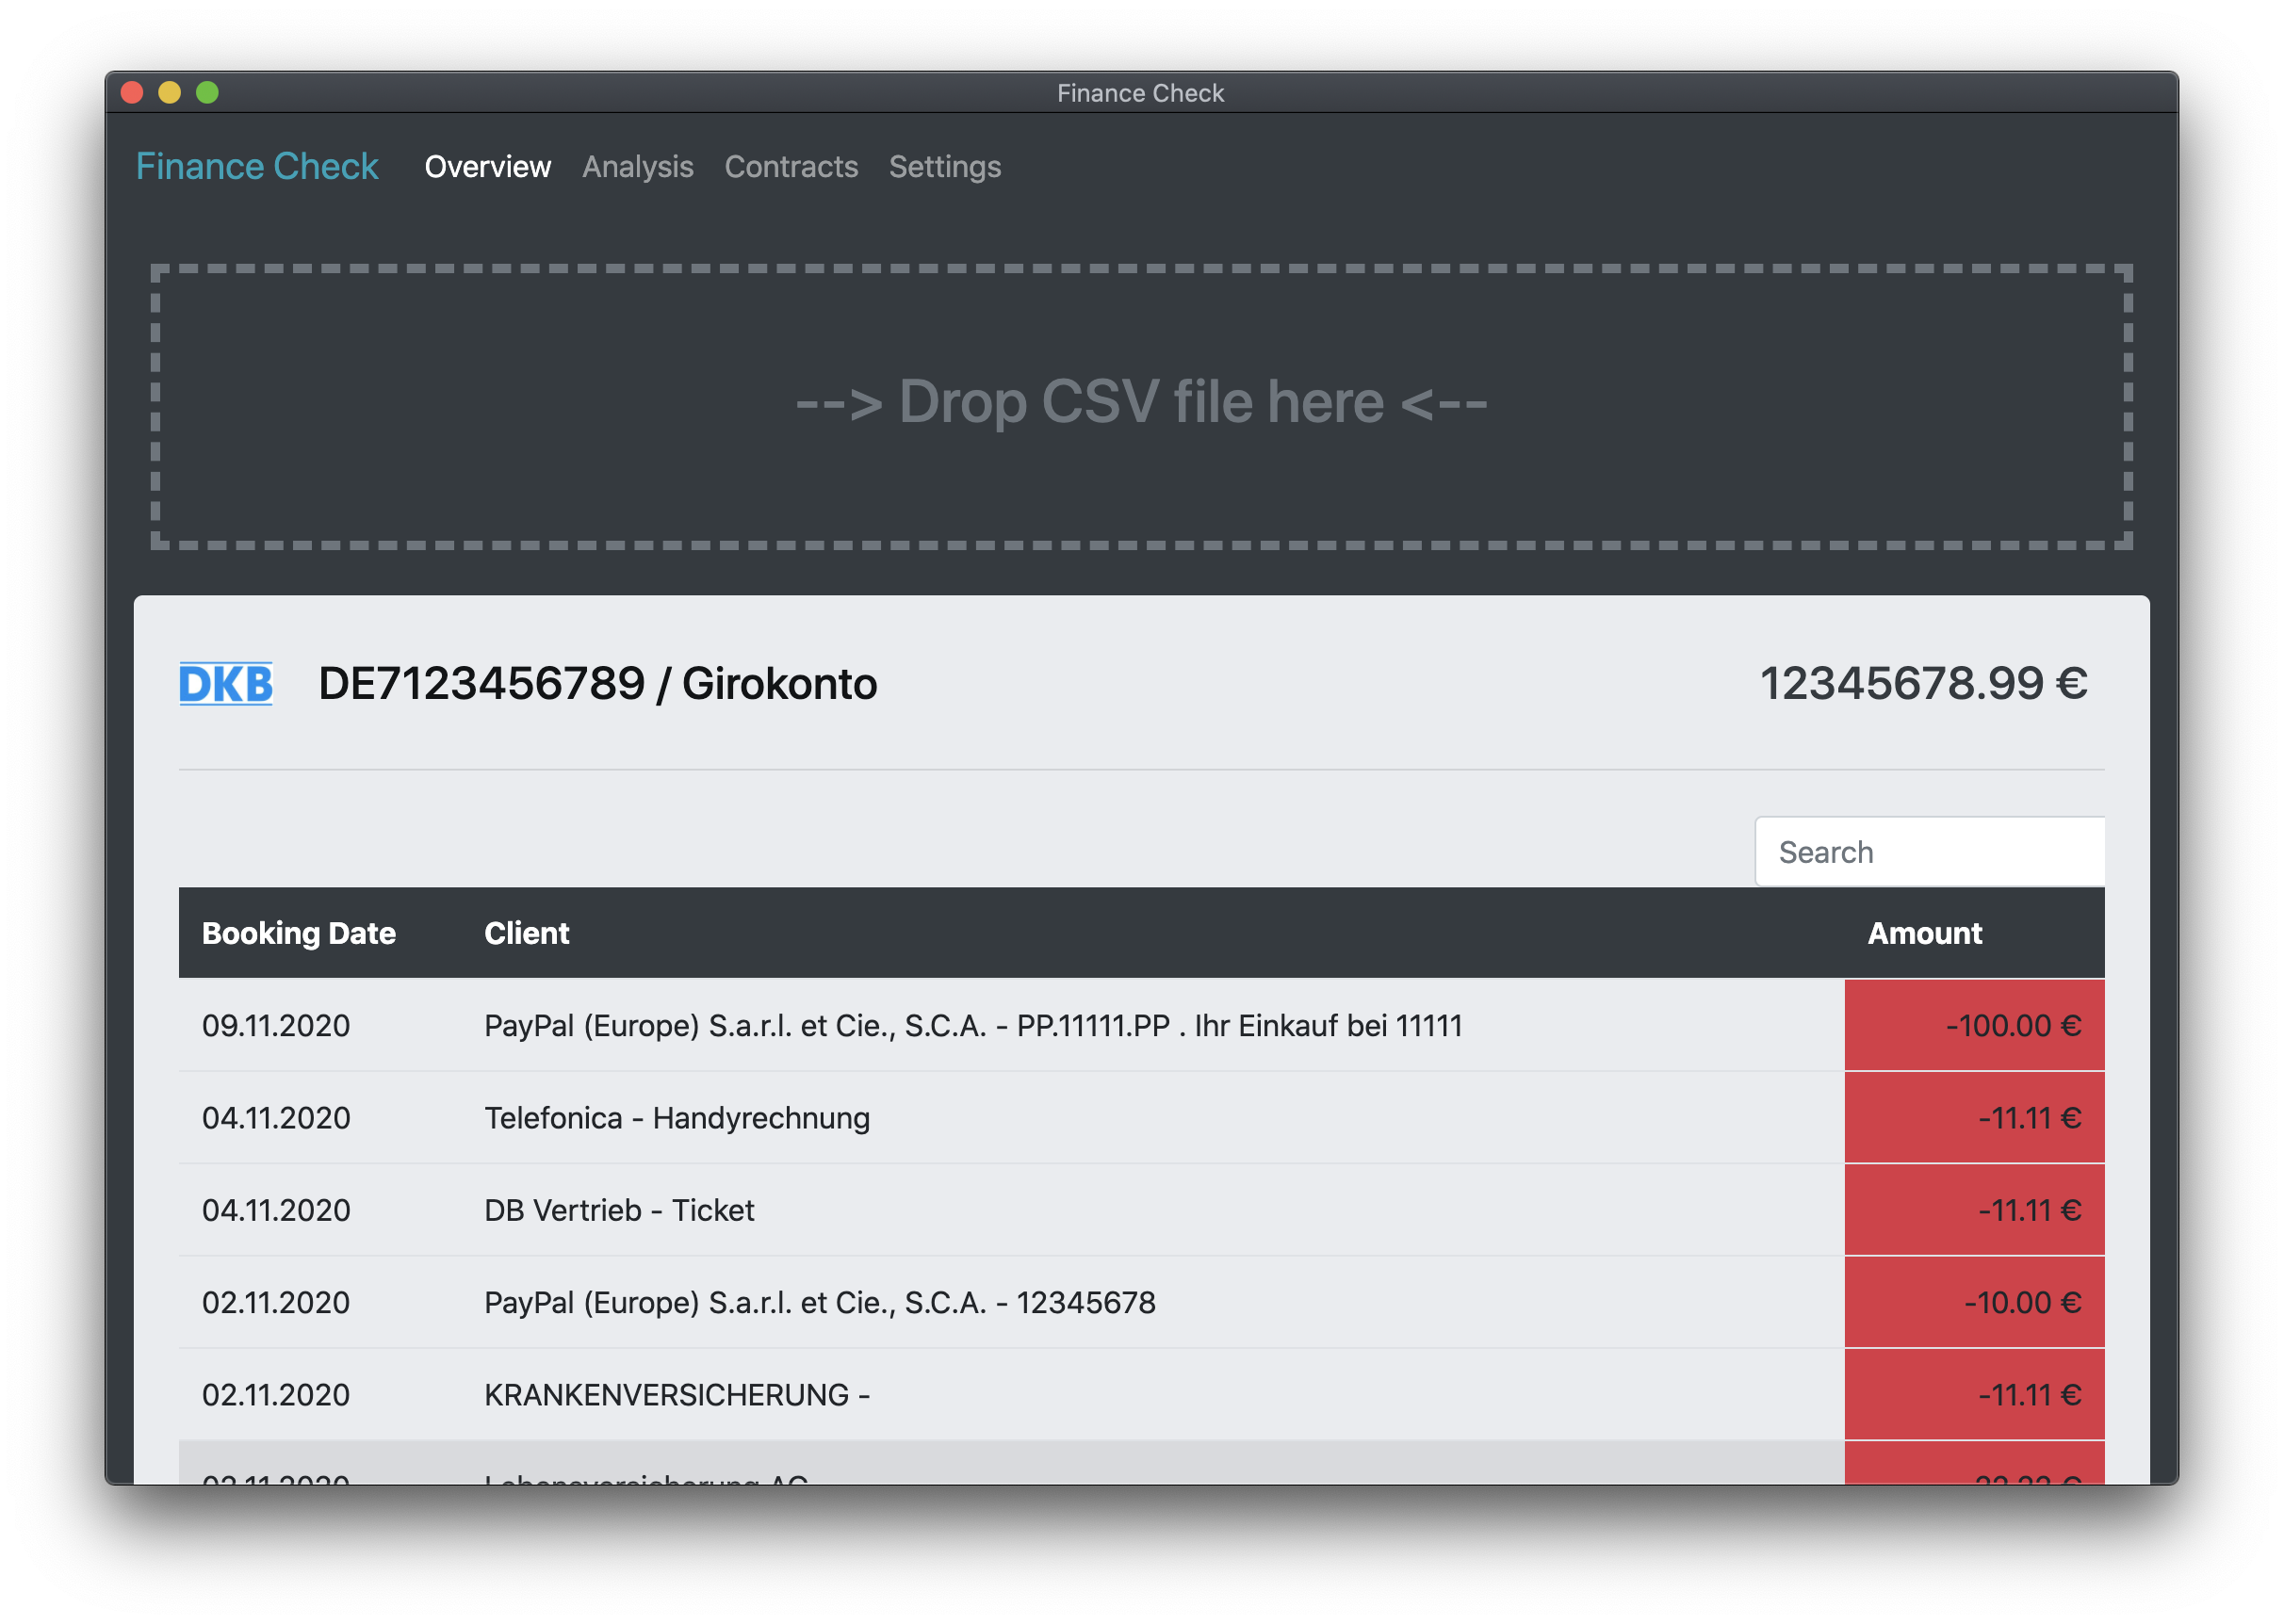 Finance Check
Finance Check Overview Analysis Contracts Settings
--> Drop CSV file here <--
DKB DE7123456789 / Girokonto 12345678.99 €
Search
Booking Date Client Amount
09.11.2020 PayPal (Europe) S.a.r.l. et Cie., S.C.A. - PP.11111.PP . Ihr Einkauf bei 11111 -100.00 €
04.11.2020 Telefonica - Handyrechnung -11.11 €
04.11.2020 DB Vertrieb - Ticket -11.11 €
02.11.2020 PayPal (Europe) S.a.r.l. et Cie., S.C.A. - 12345678 -10.00 €
02.11.2020 KRANKENVERSICHERUNG - -11.11 €
Lebensversicherung AG